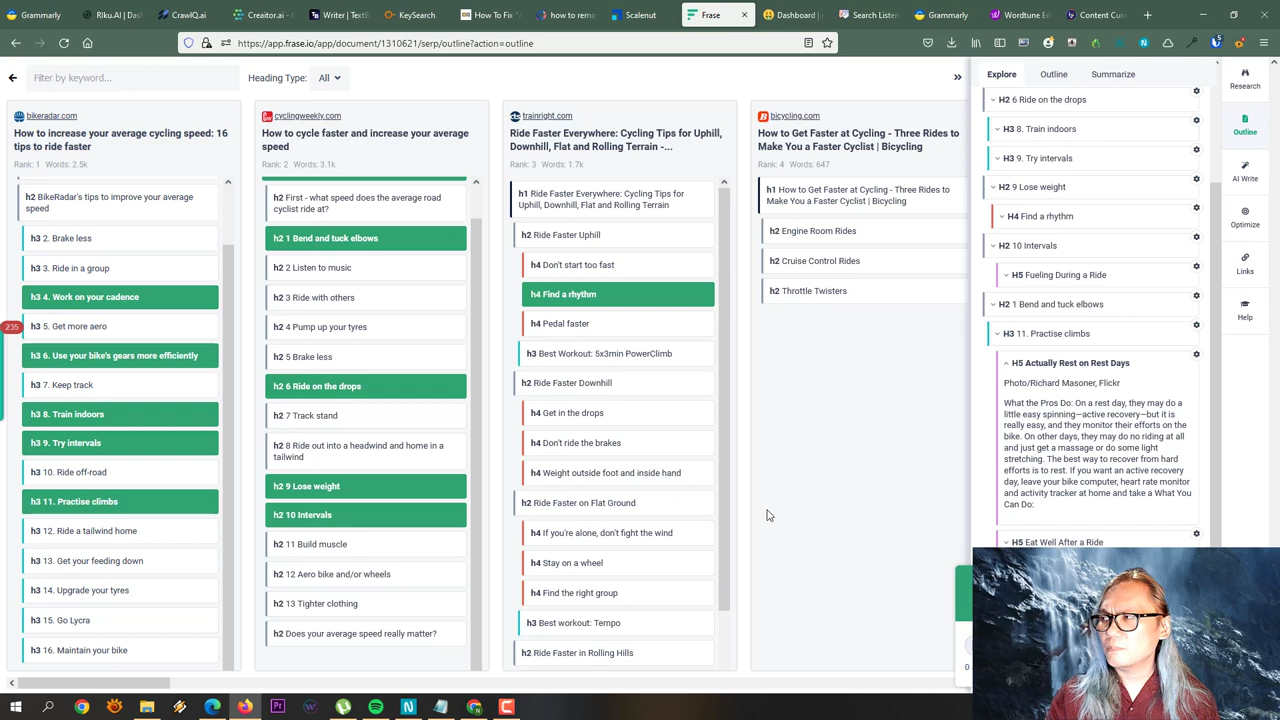 Grammarly
Riku.AI | Das
CrawlQ.ai
Creator.ai - S
Writer | TextB
KeySearch
How To Fix "A
how to remo
Scalenut
Frase
Dashboard |
Search Listen
Grammarly
Wordtune Ed
Content Curr
https://app.frase.io/app/document/1310621/serp/outline?action=outline
Filter by keyword...
Heading Type:
All
bikeradar.com
How to increase your average cycling speed: 16
tips to ride faster
Rank: 1 Words: 2.5k
h2 BikeRadar's tips to improve your average
speed
h3 2. Brake less
h3 3. Ride in a group
h3 4. Work on your cadence
235
h3 5. Get more aero
h3 6. Use your bike's gears more efficiently
h3 7. Keep track
h3 8. Train indoors
h3 9. Try intervals
h3 10. Ride off-road
h3 11. Practise climbs
h3 12. Ride a tailwind home
h3 13. Get your feeding down
h3 14. Upgrade your tyres
h3 15. Go Lycra
h3 16. Maintain your bike
cyclingweekly.com
How to cycle faster and increase your average
speed
Rank: 2 Words: 3.1k
h2 First - what speed does the average road
cyclist ride at?
h2 1 Bend and tuck elbows
h2 2 Listen to music
h2 3 Ride with others
h2 4 Pump up your tyres
h2 5 Brake less
h2 6 Ride on the drops
h2 7 Track stand
h2 8 Ride out into a headwind and home in a
tailwind
h2 9 Lose weight
h2 10 Intervals
h2 11 Build muscle
h2 12 Aero bike and/or wheels
h2 13 Tighter clothing
h2 Does your average speed really matter?
trainright.com
Ride Faster Everywhere: Cycling Tips for Uphill,
Downhill, Flat and Rolling Terrain -...
Rank: 3 Words: 1.7k
h1 Ride Faster Everywhere: Cycling Tips for
Uphill, Downhill, Flat and Rolling Terrain
h2 Ride Faster Uphill
h4 Don't start too fast
h4 Find a rhythm
h4 Pedal faster
h3 Best Workout: 5x3min PowerClimb
h2 Ride Faster Downhill
h4 Get in the drops
h4 Don't ride the brakes
h4 Weight outside foot and inside hand
h2 Ride Faster on Flat Ground
h4 If you're alone, don't fight the wind
h4 Stay on a wheel
h4 Find the right group
h3 Best workout: Tempo
h2 Ride Faster in Rolling Hills
bicycling.com
How to Get Faster at Cycling - Three Rides to
Make You a Faster Cyclist | Bicycling
Rank: 4 Words: 647
h1 How to Get Faster at Cycling - Three Rides to
Make You a Faster Cyclist | Bicycling
h2 Engine Room Rides
h2 Cruise Control Rides
h2 Throttle Twisters
Explore
Outline
Summarize
H2 6 Ride on the drops
H3 8. Train indoors
H3 9. Try intervals
H2 9 Lose weight
H4 Find a rhythm
H2 10 Intervals
H5 Fueling During a Ride
H2 1 Bend and tuck elbows
H3 11. Practise climbs
H5 Actually Rest on Rest Days
Photo/Richard Masoner, Flickr
What the Pros Do: On a rest day, they may do a
little easy spinning—active recovery—but it is
really easy, and they monitor their efforts on the
bike. On other days, they may do no riding at all
and just get a massage or do some light
stretching. The best way to recover from hard
efforts is to rest. If you want an active recovery
day, leave your bike computer, heart rate monitor
and activity tracker at home and take a What You
Can Do:
H5 Eat Well After a Ride
Research
Outline
AI Write
Optimize
Links
Help